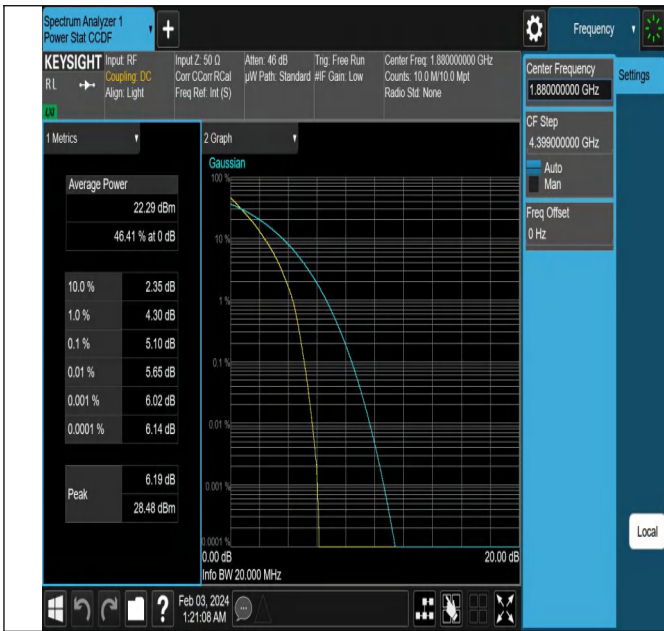 Spectrum Analyzer 1
Power Stat CCDF
+
Frequency
KEYSIGHT
RL
LXI
Input: RF
Coupling: DC
Align: Light
Input Z: 50 Ω
Corr CCorr RCal
Freq Ref: Int (S)
Atten: 46 dB
µW Path: Standard
Trig: Free Run
#IF Gain: Low
Center Freq: 1.880000000 GHz
Counts: 10.0 M/10.0 Mpt
Radio Std: None
Center Frequency
1.880000000 GHz
Settings
CF Step
4.399000000 GHz
Auto
Man
Freq Offset
0 Hz
1 Metrics
Average Power
22.29 dBm
46.41 % at 0 dB
10.0 % 2.35 dB
1.0 % 4.30 dB
0.1 % 5.10 dB
0.01 % 5.65 dB
0.001 % 6.02 dB
0.0001 % 6.14 dB
Peak
6.19 dB
28.48 dBm
2 Graph
Gaussian
100 %
10 %
1 %
0.1 %
0.01 %
0.001 %
0.0001 %
0.00 dB
20.00 dB
Info BW 20.000 MHz
Local
?
Feb 03, 2024
1:21:08 AM